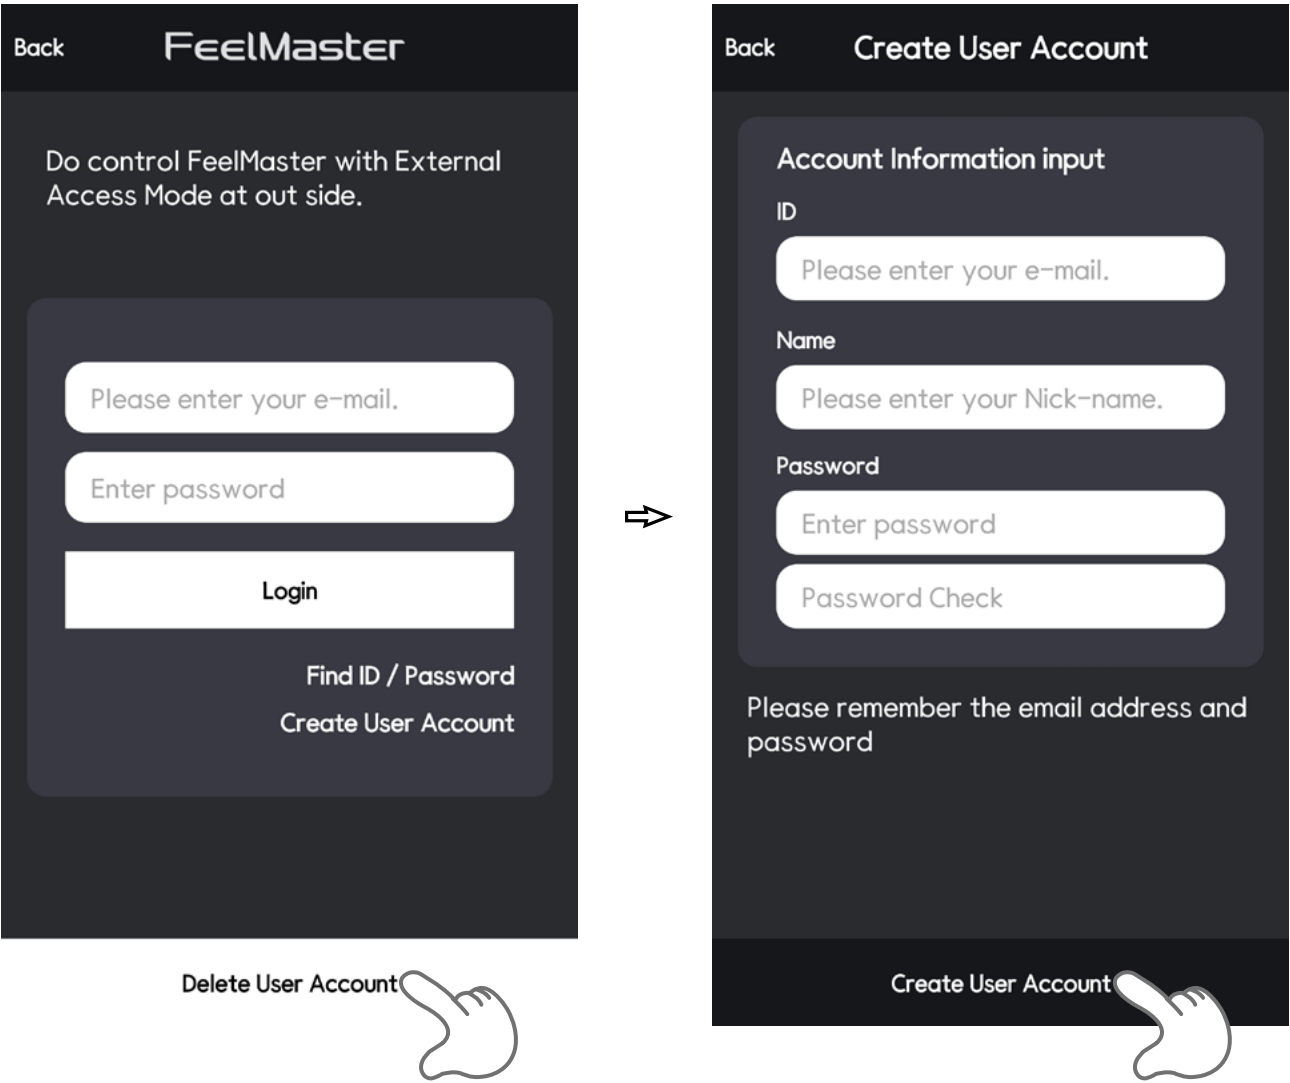 Back
FeelMaster
Do control FeelMaster with External
Access Mode at out side.
Please enter your e-mail.
Enter password
Login
Find ID / Password
Create User Account
Delete User Account
Back
Create User Account
Account Information input
ID
Please enter your e-mail.
Name
Please enter your Nick-name.
Password
Enter password
Password Check
Please remember the email address and
password
Create User Account